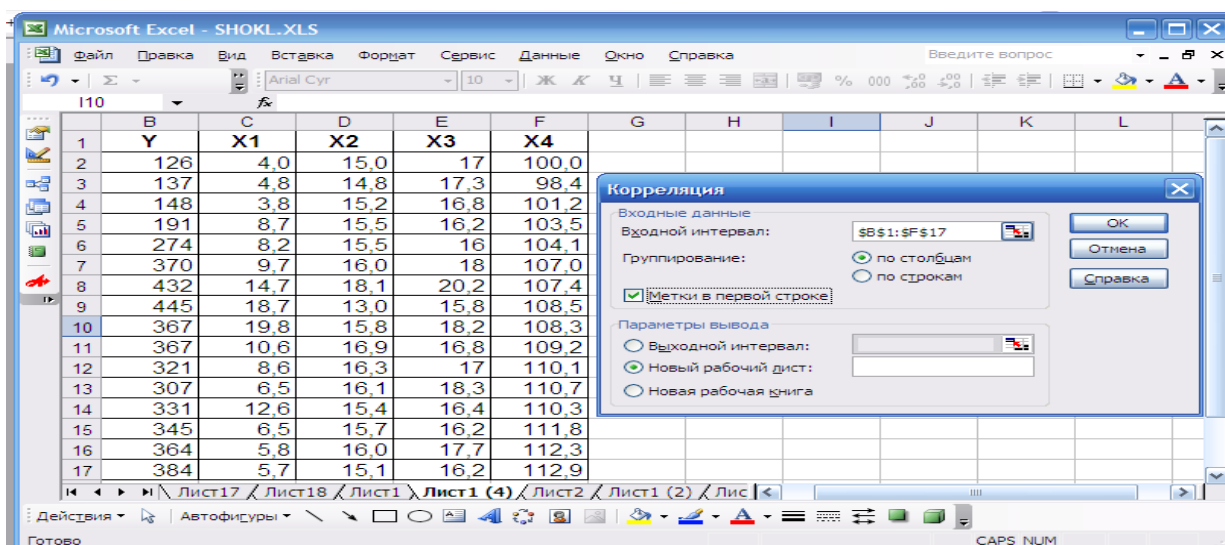 Microsoft Excel - SHOKL.XLS
Файл Правка Вид Вставка Формат Сервис Данные Окно Справка Введите вопрос
Arial Cyr 10 Ж К Ч % 000
I10 fx
B C D E F G H I J K L
1 Y X1 X2 X3 X4
2 126 4,0 15,0 17 100,0
3 137 4,8 14,8 17,3 98,4
4 148 3,8 15,2 16,8 101,2
5 191 8,7 15,5 16,2 103,5
6 274 8,2 15,5 16 104,1
7 370 9,7 16,0 18 107,0
8 432 14,7 18,1 20,2 107,4
9 445 18,7 13,0 15,8 108,5
10 367 19,8 15,8 18,2 108,3
11 367 10,6 16,9 16,8 109,2
12 321 8,6 16,3 17 110,1
13 307 6,5 16,1 18,3 110,7
14 331 12,6 15,4 16,4 110,3
15 345 6,5 15,7 16,2 111,8
16 364 5,8 16,0 17,7 112,3
17 384 5,7 15,1 16,2 112,9
Корреляция
Входные данные
Входной интервал: $B$1:$F$17
Группирование: по столбцам
по строкам
Метки в первой строке
Параметры вывода
Выходной интервал:
Новый рабочий лист:
Новая рабочая книга
ОК
Отмена
Справка
Лист17 Лист18 Лист1 Лист1 (4) Лист2 Лист1 (2) Лис
Действия Автофигуры
Готово CAPS NUM